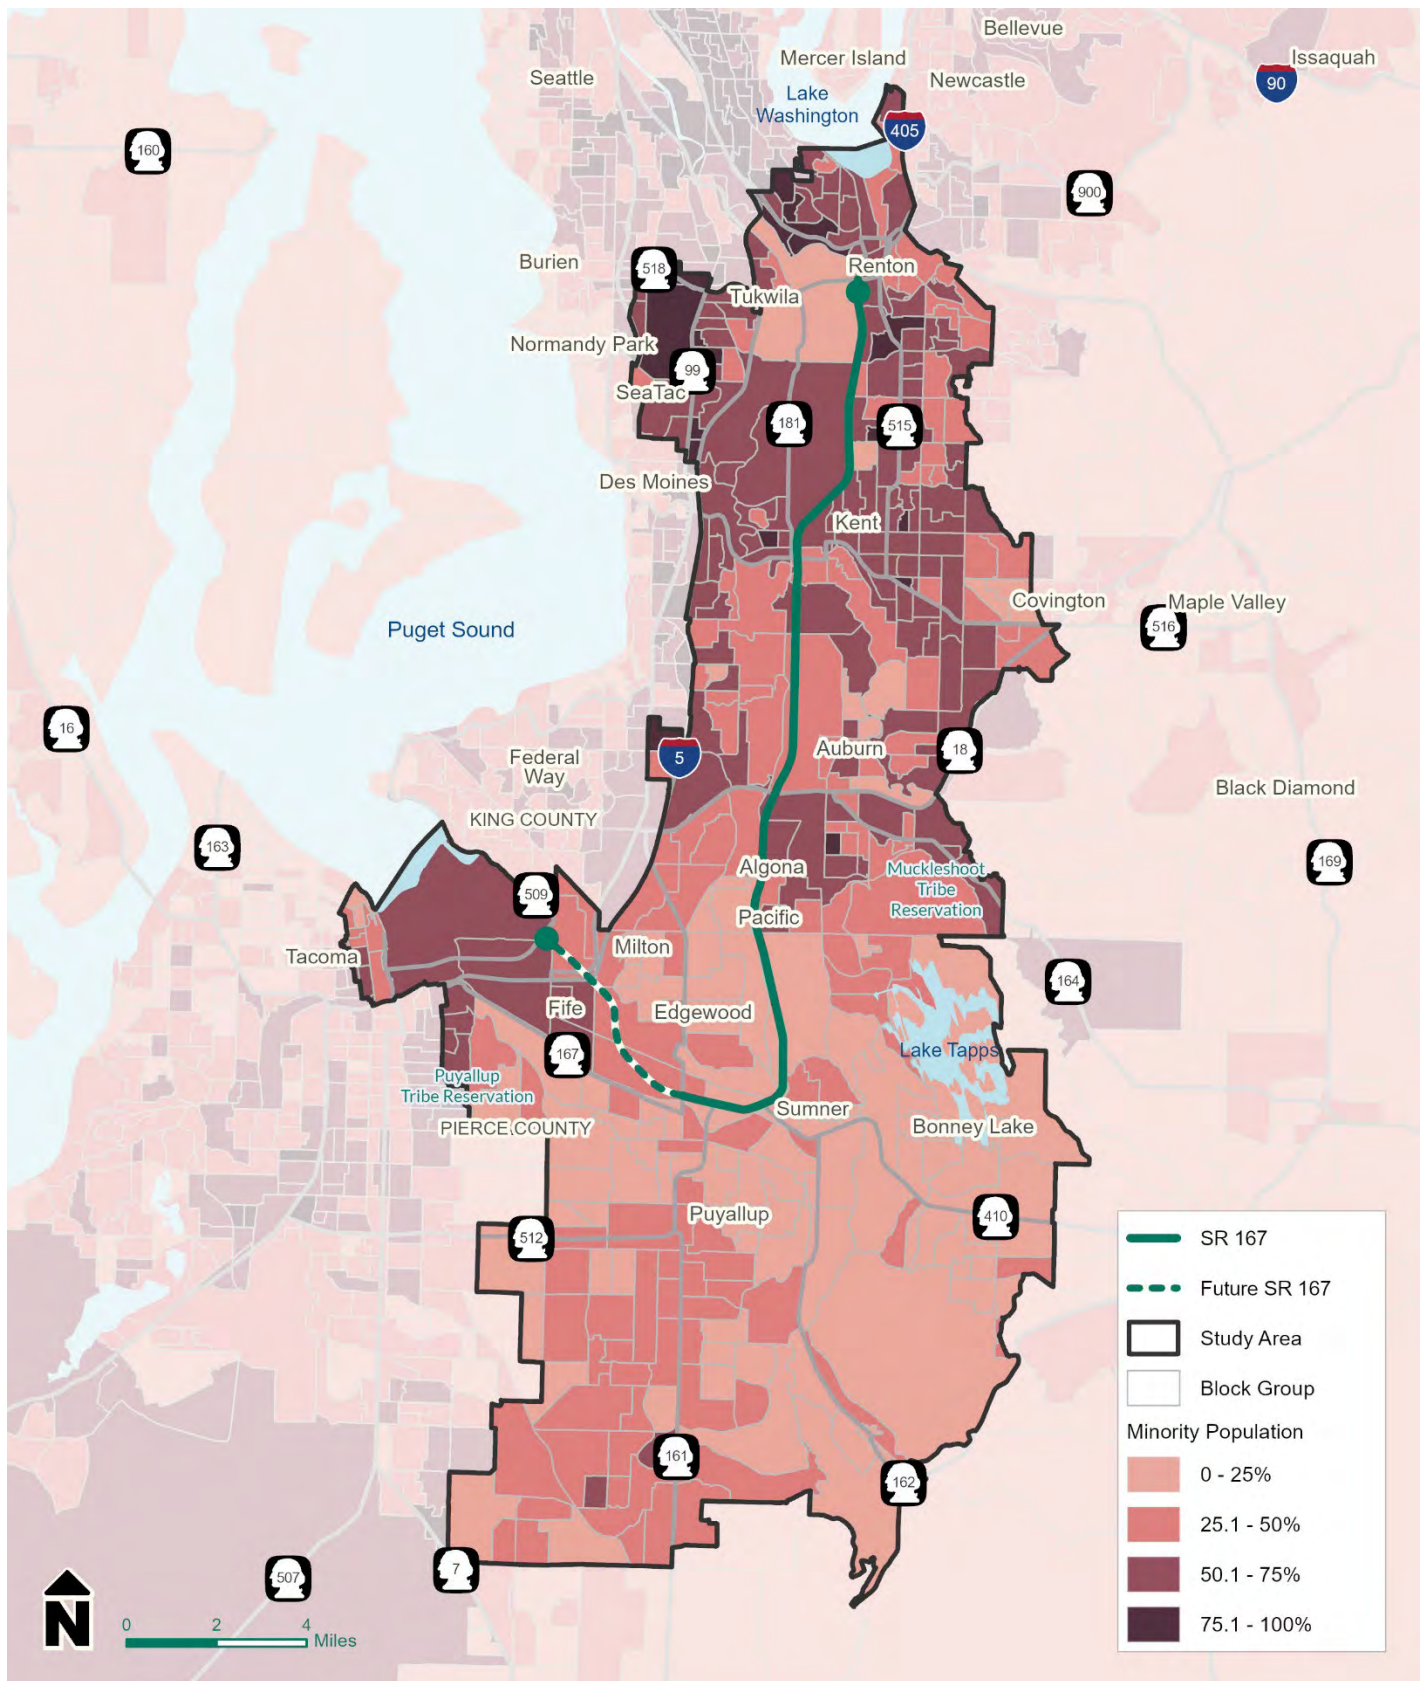 Bellevue
Mercer Island
Issaquah
Seattle
Newcastle
90
Lake
Washington
405
160
900
Burien
518
Renton
Tukwila
Normandy Park
99
SeaTac
181
515
Des Moines
Kent
Covington
Maple Valley
516
Puget Sound
16
Federal
Way
5
Auburn
18
Black Diamond
KING COUNTY
163
169
Algona
Muckleshoot
Tribe
Reservation
509
Pacific
Tacoma
Milton
164
Fife
Edgewood
167
Lake Tapps
Puyallup
Tribe Reservation
Sumner
PIERCE COUNTY
Bonney Lake
Puyallup
410
512
SR 167
Future SR 167
Study Area
Block Group
Minority Population
0 - 25%
25.1 - 50%
50.1 - 75%
75.1 - 100%
161
162
7
507
N
0 2 4
Miles